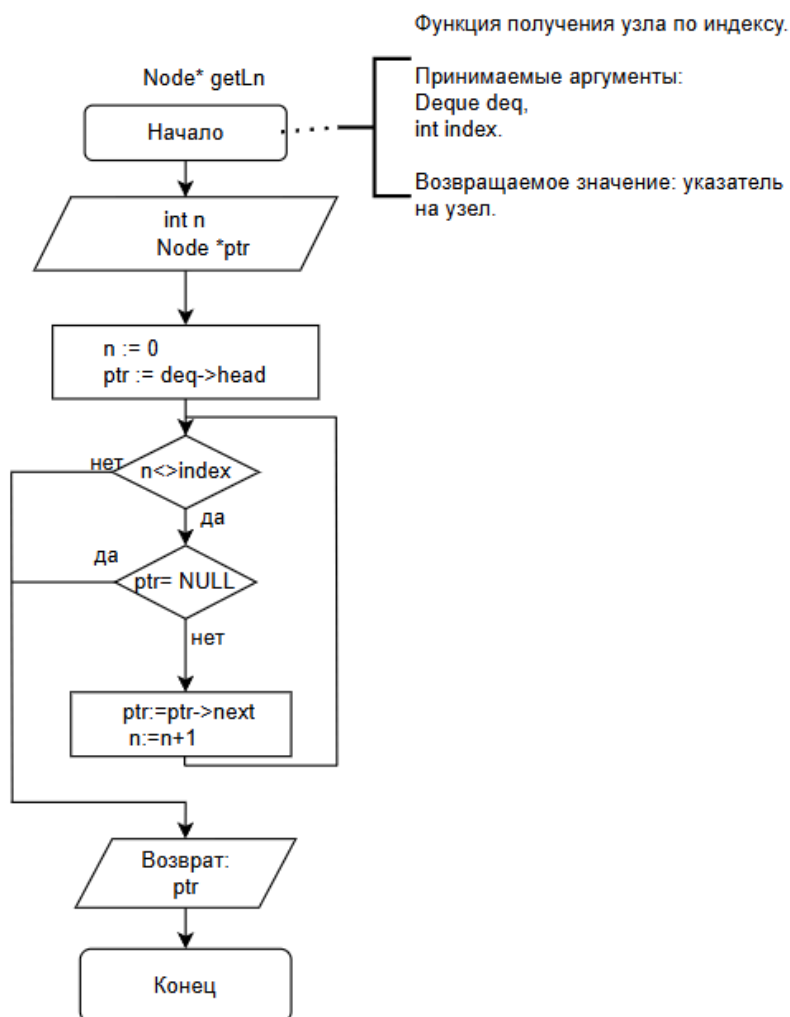 Функция получения узла по индексу.
Принимаемые аргументы:
Deque deq,
int index.
Возвращаемое значение: указатель
на узел.
Node* getLn
Начало
int n
Node *ptr
n := 0
ptr := deq->head
n<>index
нет
да
ptr= NULL
да
нет
ptr:=ptr->next
n:=n+1
Возврат:
ptr
Конец